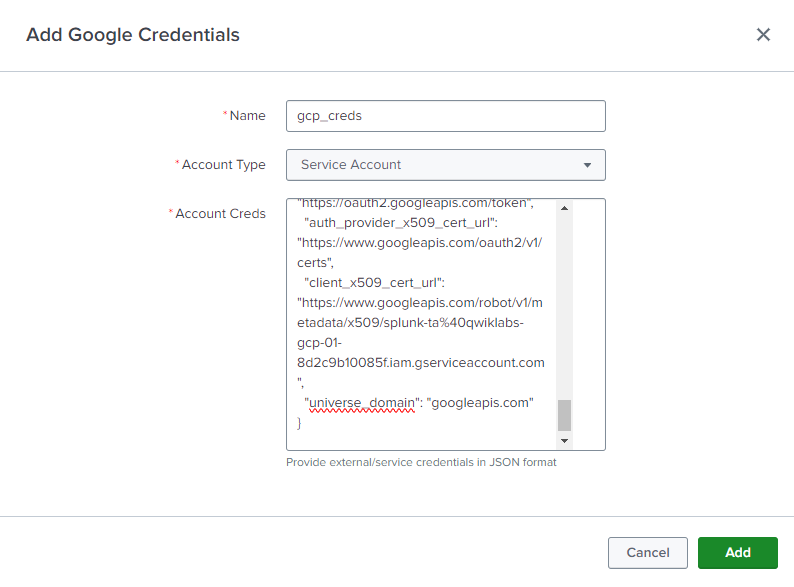 Add Google Credentials
*Name
gcp_creds
*Account Type
Service Account
*Account Creds
"https://oauth2.googleapis.com/token",
"auth_provider_x509_cert_url":
"https://www.googleapis.com/oauth2/v1/
certs",
"client_x509_cert_url":
"https://www.googleapis.com/robot/v1/m
etadata/x509/splunk-ta%40qwiklabs-
gcp-01-
8d2c9b10085f.iam.gserviceaccount.com
",
"universe_domain": "googleapis.com"
}
Provide external/service credentials in JSON format
Cancel
Add